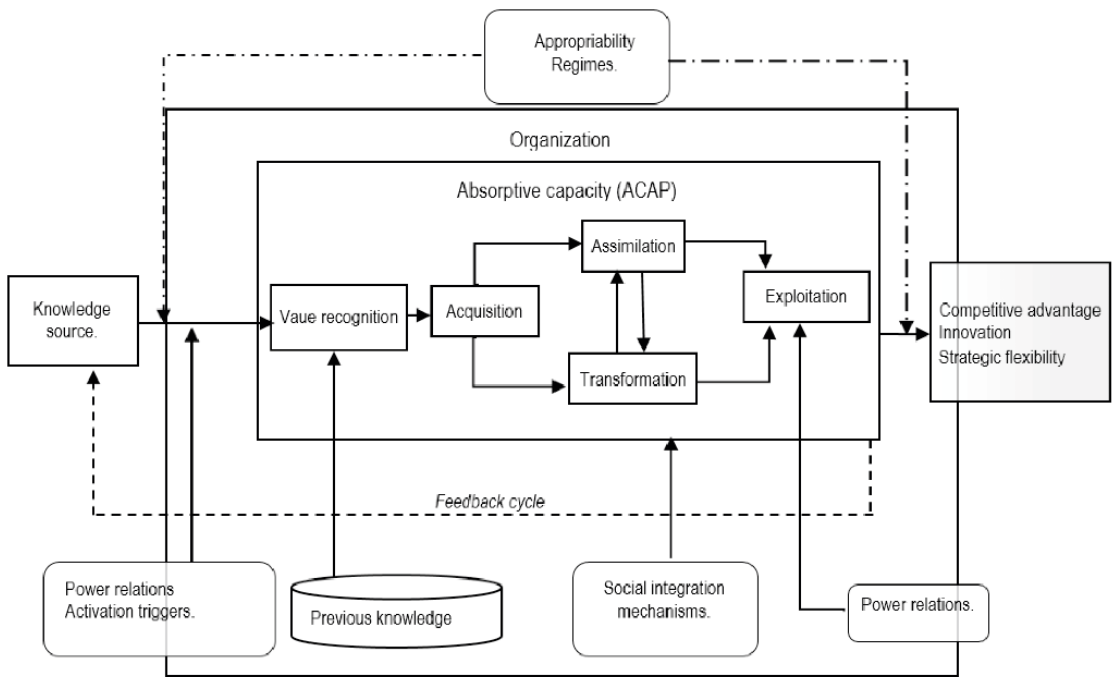 Appropriability
Regimes.
Organization
Absorptive capacity (ACAP)
Assimilation
Knowledge
source.
Vaue recognition
Acquisition
Exploitation
Transformation
Competitive advantage
Innovation
Strategic flexibility
Feedback cycle
Power relations
Activation triggers.
Previous knowledge
Social integration
mechanisms.
Power relations.